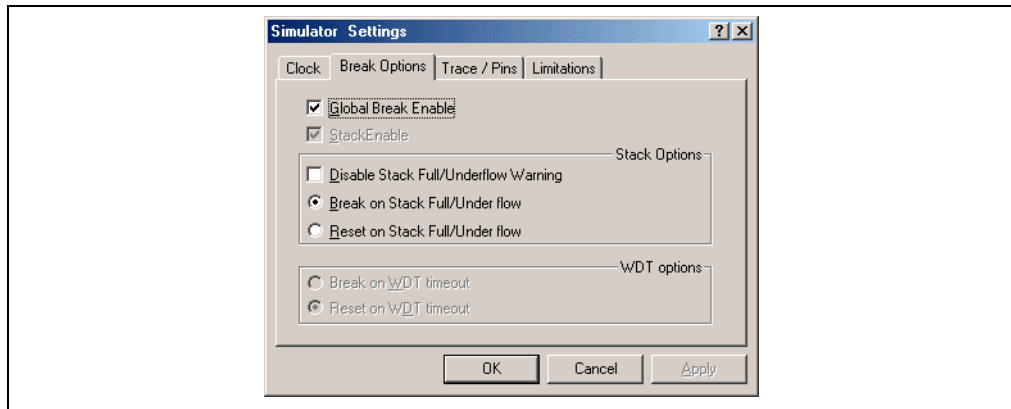 Simulator Settings
Clock
Break Options
Trace / Pins
Limitations
Global Break Enable
StackEnable
Stack Options
Disable Stack Full/Underflow Warning
Break on Stack Full/Under flow
Reset on Stack Full/Under flow
WDT options
Break on WDT timeout
Reset on WDT timeout
OK
Cancel
Apply